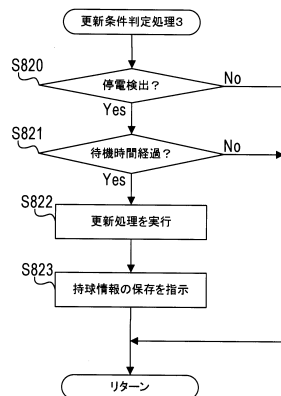 更新条件判定処理3
S820
停電検出?
No
Yes
S821
待機時間経過?
No
Yes
S822
更新処理を実行
S823
持球情報の保存を指示
リターン